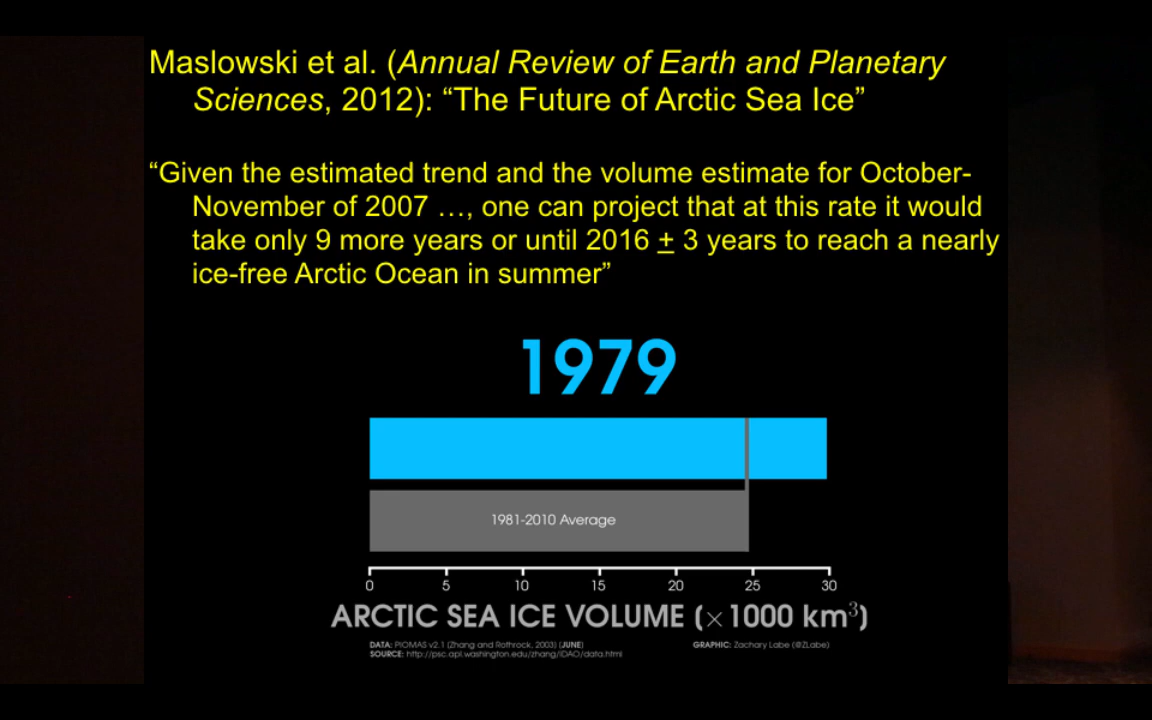 Maslowski et al. (Annual Review of Earth and Planetary
Sciences, 2012): “The Future of Arctic Sea Ice”
“Given the estimated trend and the volume estimate for October-
November of 2007 …, one can project that at this rate it would
take only 9 more years or until 2016 ± 3 years to reach a nearly
ice-free Arctic Ocean in summer”
1979
1981-2010 Average
0 5 10 15 20 25 30
ARCTIC SEA ICE VOLUME (×1000 km³)
DATA: PIOMAS v2.1 (Zhang and Rothrock, 2003) (JUNE)
SOURCE: http://psc.apl.washington.edu/zhang/IDAO/data.html
GRAPHIC: Zachary Labe (@ZLabe)